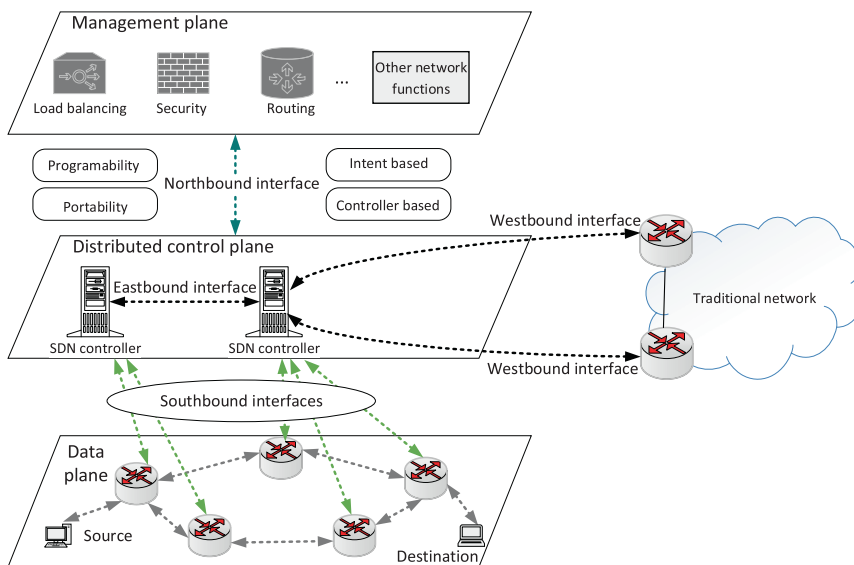 Management plane
Load balancing
Security
Routing
...
Other network
functions
Programability
Portability
Northbound interface
Intent based
Controller based
Distributed control plane
Eastbound interface
SDN controller
SDN controller
Westbound interface
Westbound interface
Traditional network
Southbound interfaces
Data
plane
Source
Destination